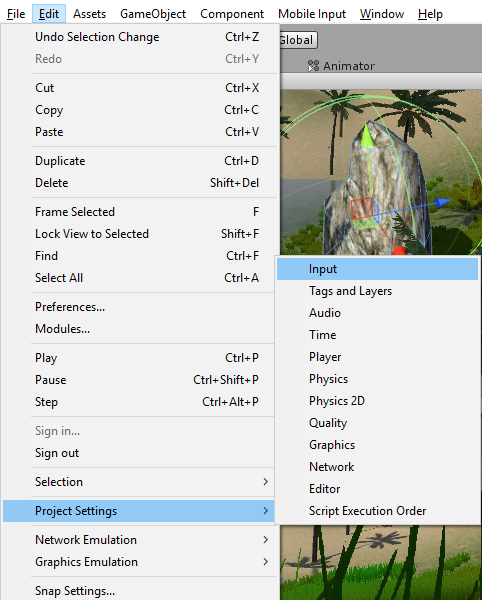 File Edit Assets GameObject Component Mobile Input Window Help
Undo Selection Change Ctrl+Z
Redo Ctrl+Y
Cut Ctrl+X
Copy Ctrl+C
Paste Ctrl+V
Duplicate Ctrl+D
Delete Shift+Del
Frame Selected F
Lock View to Selected Shift+F
Find Ctrl+F
Select All Ctrl+A
Preferences...
Modules...
Play Ctrl+P
Pause Ctrl+Shift+P
Step Ctrl+Alt+P
Sign in...
Sign out
Selection
Project Settings
Network Emulation
Graphics Emulation
Snap Settings...
Global
Animator
Input
Tags and Layers
Audio
Time
Player
Physics
Physics 2D
Quality
Graphics
Network
Editor
Script Execution Order